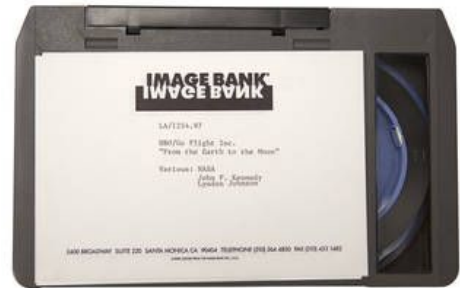 IMAGE BANK
IMAGE BANK
LA/1254.97
HBO/Go Flight Inc.
"From the Earth to the Moon"
Various: NASA
John F. Kennedy
Lyndon Johnson
2400 BROADWAY SUITE 220 SANTA MONICA CA 90404 TELEPHONE (310) 264 4850 FAX (310) 453 1482